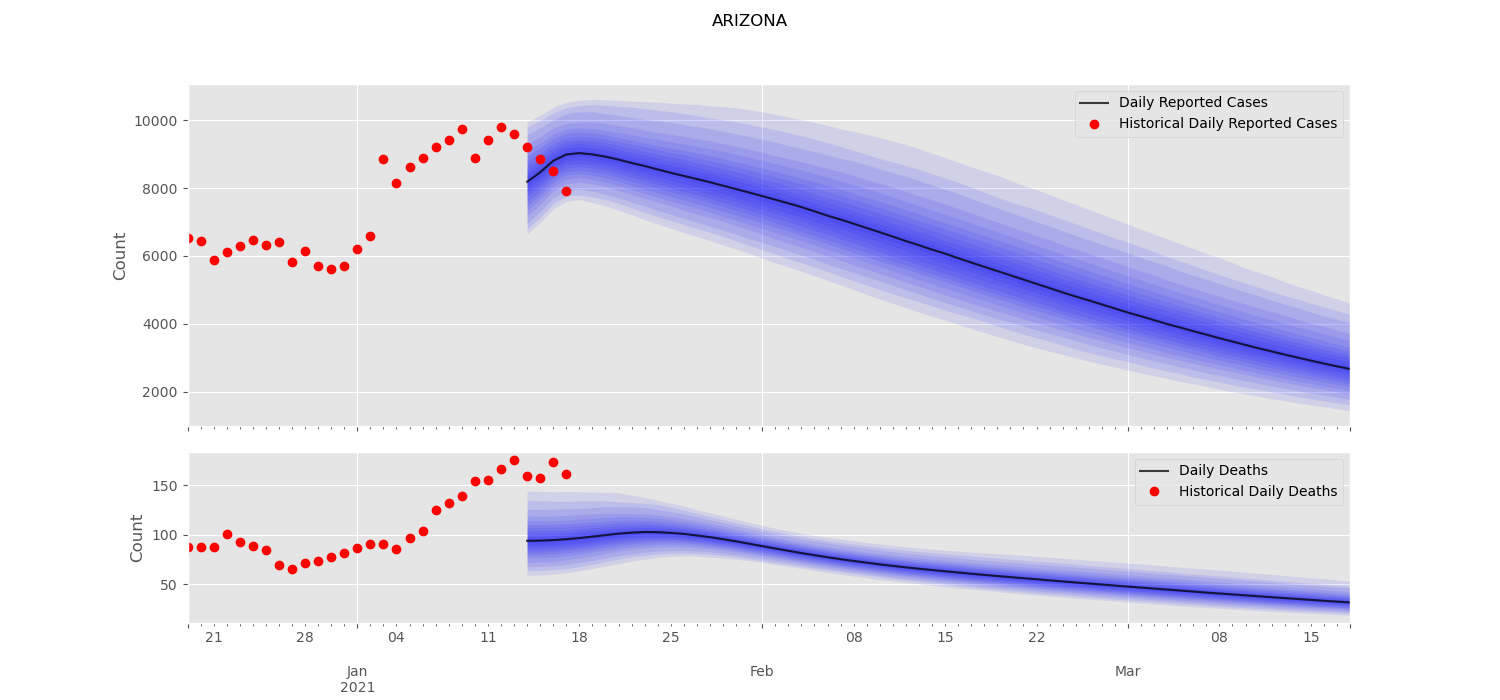 ARIZONA
Count
10000
8000
6000
4000
2000
Daily Reported Cases
Historical Daily Reported Cases
Count
150
100
50
Daily Deaths
Historical Daily Deaths
21 28 04 11 18 25 08 15 22 08 15
Jan Feb Mar
2021